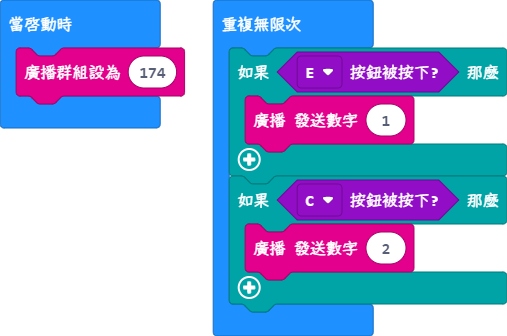 當啓動時
廣播群組設為 174
重複無限次
如果 E 按鈕被按下? 那麼
廣播 發送數字 1
如果 C 按鈕被按下? 那麼
廣播 發送數字 2